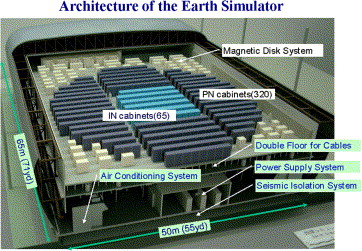 Architecture of the Earth Simulator
Magnetic Disk System
PN cabinets(320)
IN cabinets(65)
65m (71yd)
Double Floor for Cables
Air Conditioning System
Power Supply System
Seismic Isolation System
50m (55yd)